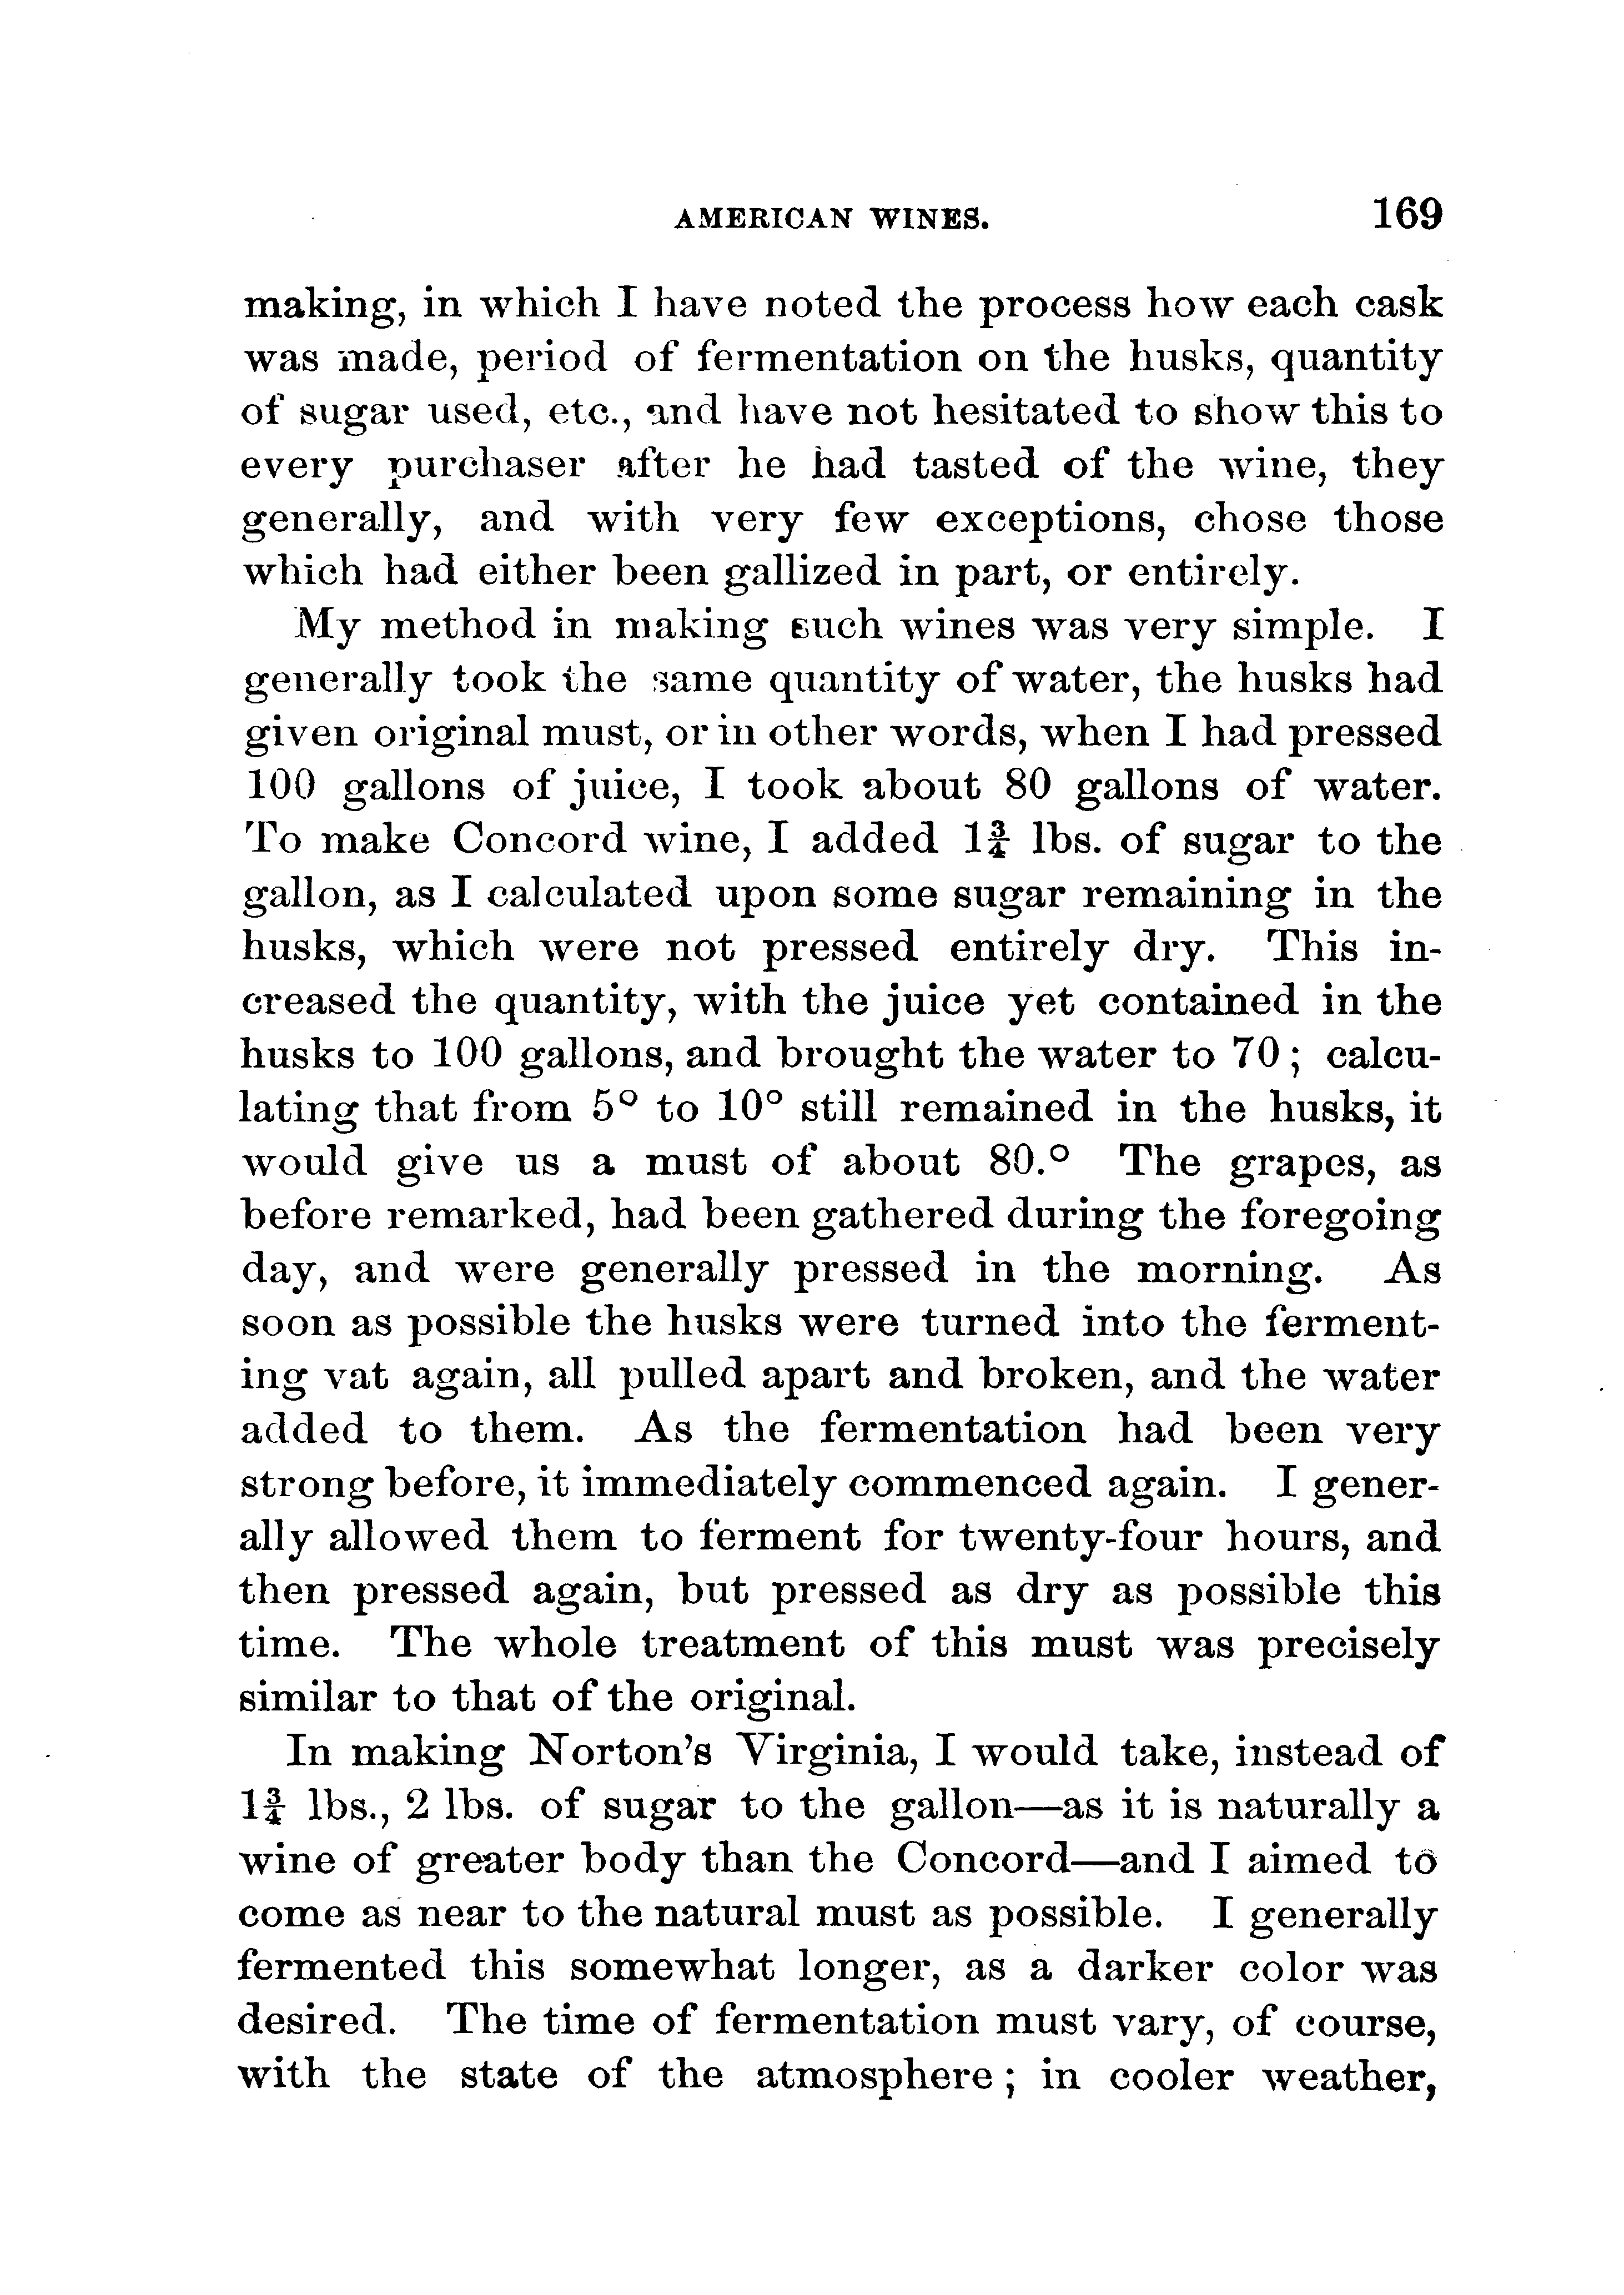 AMERICAN WINES. 169
making, in which I have noted the process how each cask
was made, period of fermentation on the husks, quantity
of sugar used, etc., and have not hesitated to show this to
every purchaser after he had tasted of the wine, they
generally, and with very few exceptions, chose those
which had either been gallized in part, or entirely.
My method in making such wines was very simple. I
generally took the same quantity of water, the husks had
given original must, or in other words, when I had pressed
100 gallons of juice, I took about 80 gallons of water.
To make Concord wine, I added 1¾ lbs. of sugar to the
gallon, as I calculated upon some sugar remaining in the
husks, which were not pressed entirely dry. This in-
creased the quantity, with the juice yet contained in the
husks to 100 gallons, and brought the water to 70; calcu-
lating that from 5° to 10° still remained in the husks, it
would give us a must of about 80.° The grapes, as
before remarked, had been gathered during the foregoing
day, and were generally pressed in the morning. As
soon as possible the husks were turned into the ferment-
ing vat again, all pulled apart and broken, and the water
added to them. As the fermentation had been very
strong before, it immediately commenced again. I gener-
ally allowed them to ferment for twenty-four hours, and
then pressed again, but pressed as dry as possible this
time. The whole treatment of this must was precisely
similar to that of the original.
In making Norton's Virginia, I would take, instead of
1¾ lbs., 2 lbs. of sugar to the gallon—as it is naturally a
wine of greater body than the Concord—and I aimed to
come as near to the natural must as possible. I generally
fermented this somewhat longer, as a darker color was
desired. The time of fermentation must vary, of course,
with the state of the atmosphere; in cooler weather,